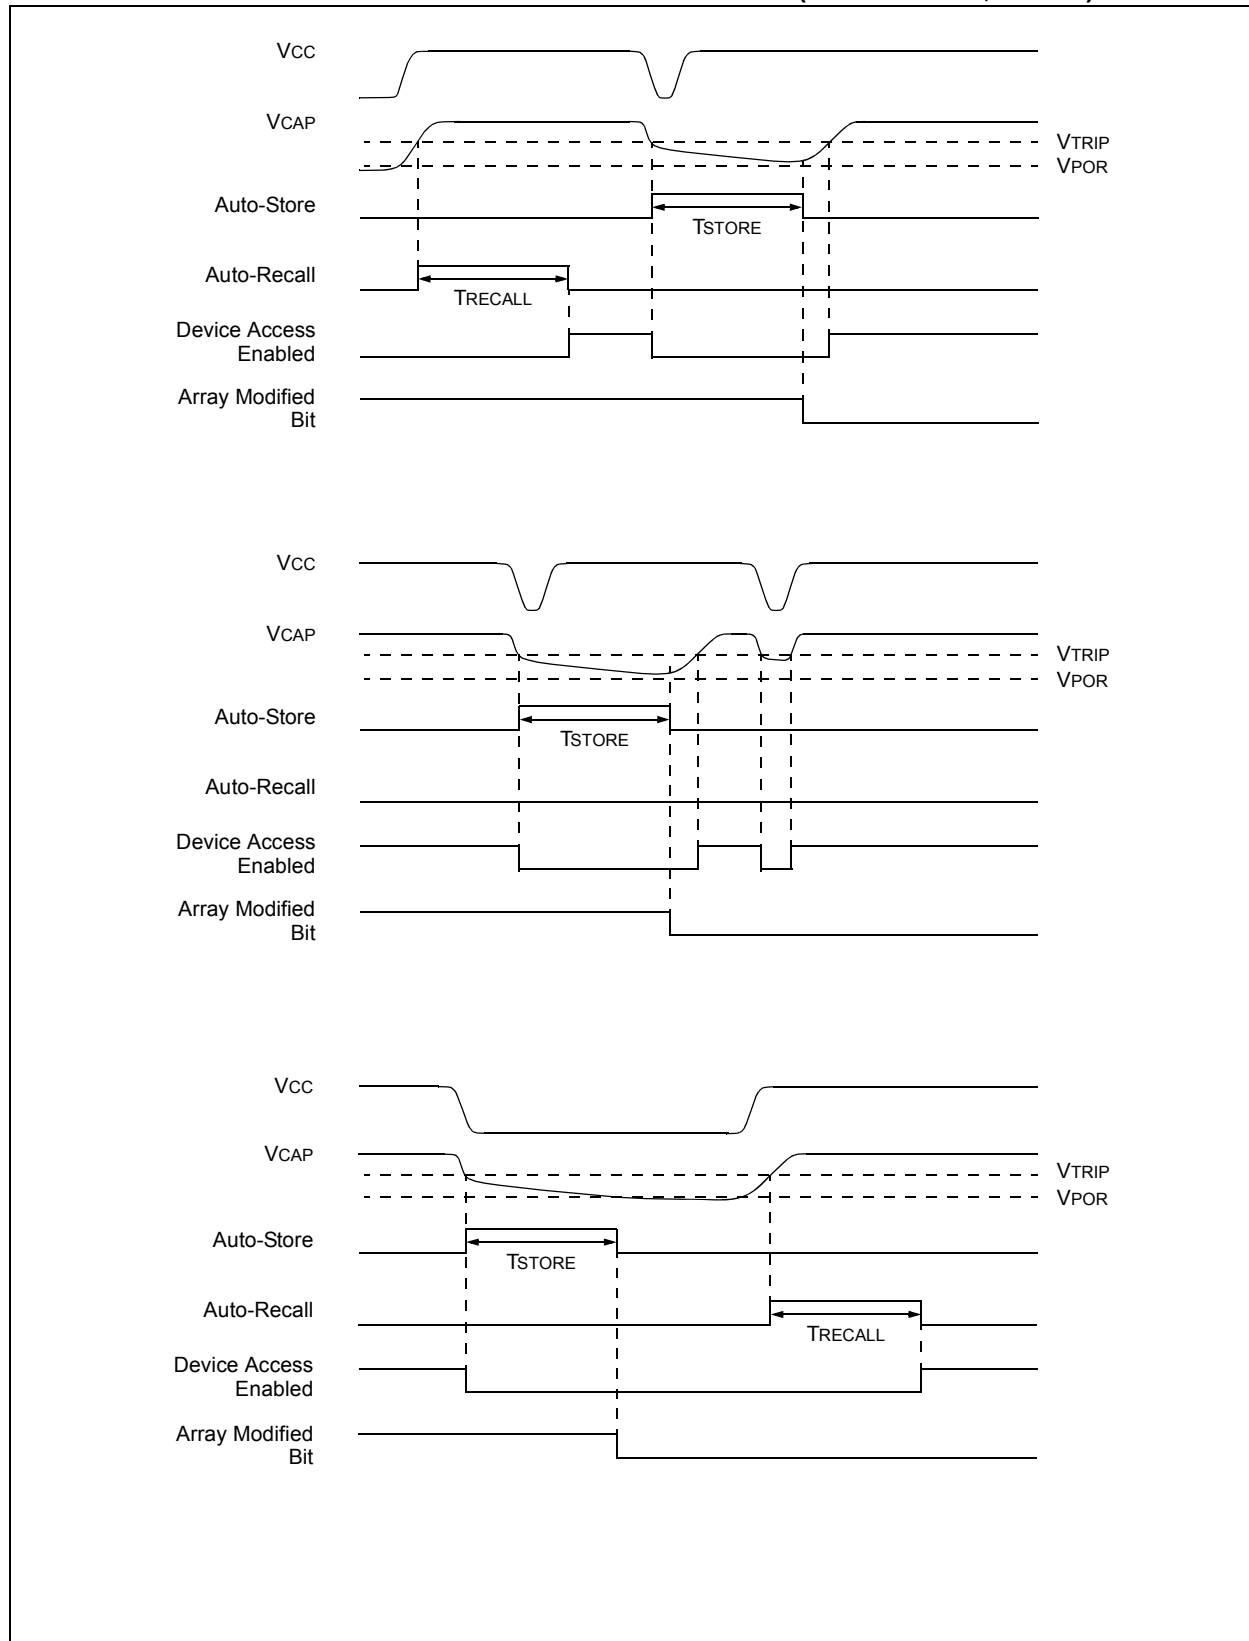 VCC
VCAP
VTRIP
VPOR
Auto-Store
TSTORE
Auto-Recall
TRECALL
Device Access
Enabled
Array Modified
Bit
VCC
VCAP
VTRIP
VPOR
Auto-Store
TSTORE
Auto-Recall
Device Access
Enabled
Array Modified
Bit
VCC
VCAP
VTRIP
VPOR
Auto-Store
TSTORE
Auto-Recall
TRECALL
Device Access
Enabled
Array Modified
Bit